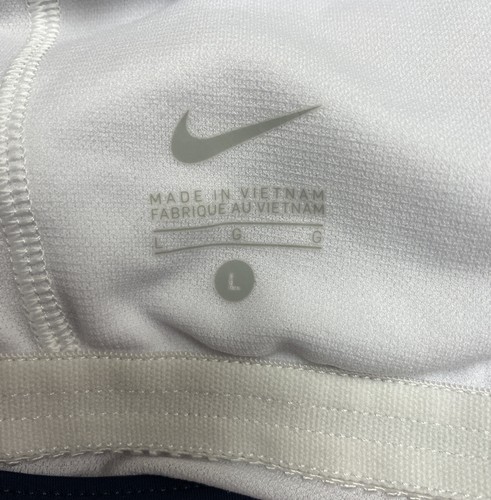 MADE IN VIETNAM
FABRIQUE AU VIETNAM
L G G
L